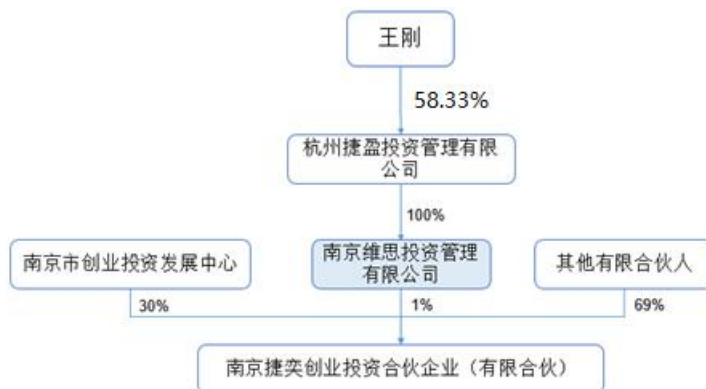 王刚
58.33%
杭州捷盈投资管理有限
公司
100%
南京市创业投资发展中心
南京维思投资管理
有限公司
其他有限合伙人
30%
1%
69%
南京捷奕创业投资合伙企业（有限合伙）